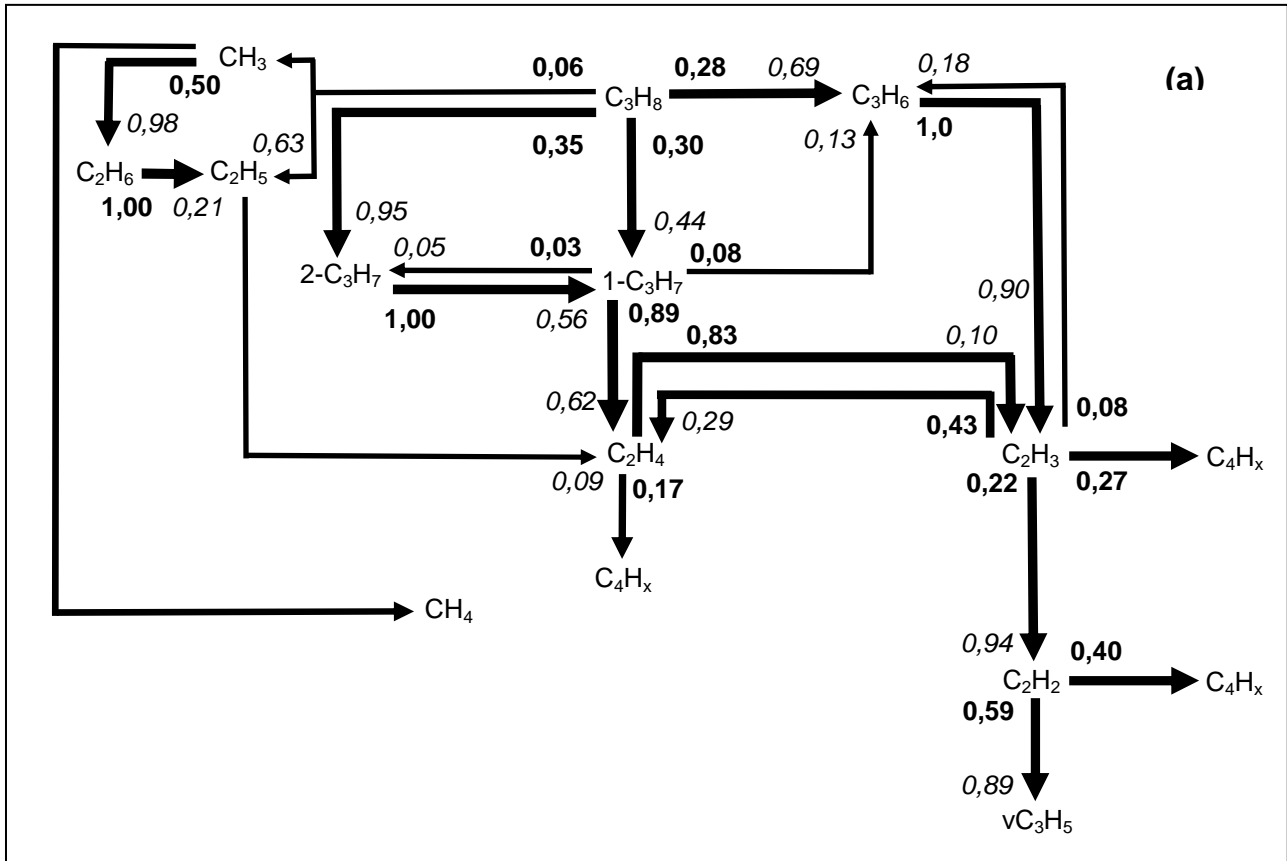 CH₃
0,06
0,28
0,69
0,18
(a)
0,50
C₃H₈
C₃H₆
0,98
0,63
0,35
0,30
0,13
1,0
C₂H₆
C₂H₅
1,00
0,21
0,95
0,44
0,05
0,03
0,08
2-C₃H₇
1-C₃H₇
0,90
1,00
0,56
0,89
0,83
0,10
0,62
0,29
0,43
0,08
C₂H₄
C₂H₃
C₄Hₓ
0,09
0,17
0,22
0,27
C₄Hₓ
CH₄
0,94
0,40
C₂H₂
C₄Hₓ
0,59
0,89
vC₃H₅